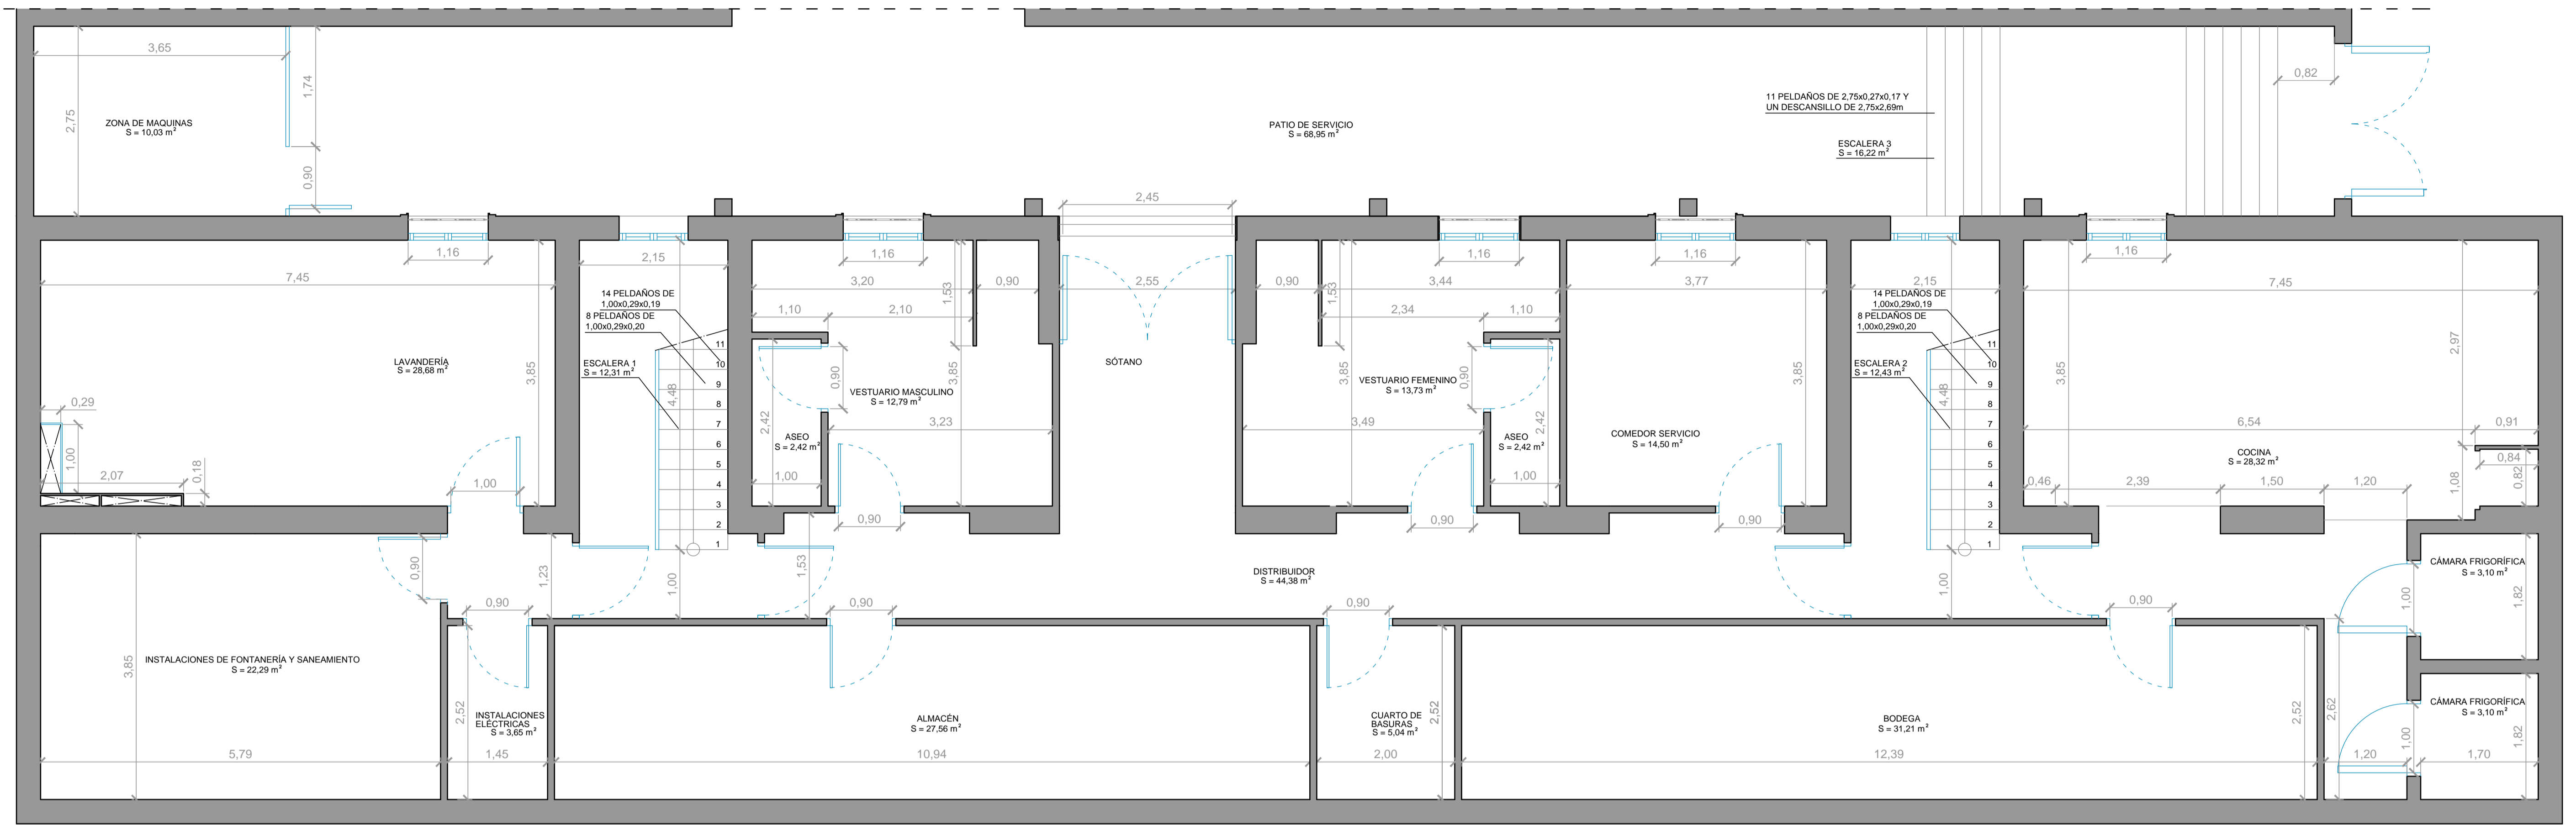 3,65
1,74
2,75
0,90
ZONA DE MAQUINAS
S = 10,03 m²
PATIO DE SERVICIO
S = 68,95 m²
11 PELDAÑOS DE 2,75x0,27x0,17 Y
UN DESCANSILLO DE 2,75x2,69m
ESCALERA 3
S = 16,22 m²
0,82
2,45
1,16
7,45
3,85
LAVANDERÍA
S = 28,68 m²
0,29
1,00
2,07
0,18
1,00
2,15
14 PELDAÑOS DE
1,00x0,29x0,19
8 PELDAÑOS DE
1,00x0,29x0,20
ESCALERA 1
S = 12,31 m²
4,48
11
10
9
8
7
6
5
4
3
2
1
1,00
1,16
3,20
0,90
1,53
1,10
2,10
0,90
3,85
VESTUARIO MASCULINO
S = 12,79 m²
2,42
ASEO
S = 2,42 m²
3,23
1,00
0,90
2,55
SÓTANO
1,16
0,90
3,44
1,53
2,34
1,10
3,85
0,90
VESTUARIO FEMENINO
S = 13,73 m²
3,49
ASEO
S = 2,42 m²
2,42
1,00
0,90
1,16
3,77
3,85
COMEDOR SERVICIO
S = 14,50 m²
0,90
2,15
14 PELDAÑOS DE
1,00x0,29x0,19
8 PELDAÑOS DE
1,00x0,29x0,20
ESCALERA 2
S = 12,43 m²
4,48
11
10
9
8
7
6
5
4
3
2
1
1,00
1,16
7,45
3,85
2,97
6,54
0,91
COCINA
S = 28,32 m²
0,84
0,82
1,08
0,46
2,39
1,50
1,20
0,90
1,23
1,53
DISTRIBUIDOR
S = 44,38 m²
0,90
0,90
0,90
0,90
CÁMARA FRIGORÍFICA
S = 3,10 m²
1,00
1,82
INSTALACIONES DE FONTANERÍA Y SANEAMIENTO
S = 22,29 m²
3,85
5,79
INSTALACIONES
ELÉCTRICAS
S = 3,65 m²
2,52
1,45
ALMACÉN
S = 27,56 m²
10,94
CUARTO DE
BASURAS
S = 5,04 m²
2,52
2,00
BODEGA
S = 31,21 m²
2,52
12,39
2,62
1,20
CÁMARA FRIGORÍFICA
S = 3,10 m²
1,00
1,82
1,70